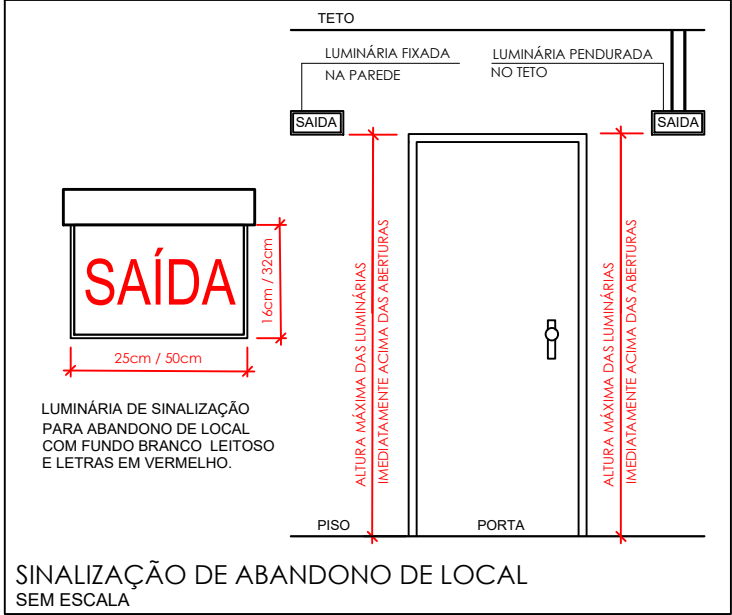 TETO
LUMINÁRIA FIXADA
NA PAREDE
LUMINÁRIA PENDURADA
NO TETO
SAIDA
SAIDA
SAÍDA
16cm / 32cm
25cm / 50cm
LUMINÁRIA DE SINALIZAÇÃO
PARA ABANDONO DE LOCAL
COM FUNDO BRANCO LEITOSO
E LETRAS EM VERMELHO.
ALTURA MÁXIMA DAS LUMINÁRIAS
IMEDIATAMENTE ACIMA DAS ABERTURAS
ALTURA MÁXIMA DAS LUMINÁRIAS
IMEDIATAMENTE ACIMA DAS ABERTURAS
PISO
PORTA
SINALIZAÇÃO DE ABANDONO DE LOCAL
SEM ESCALA